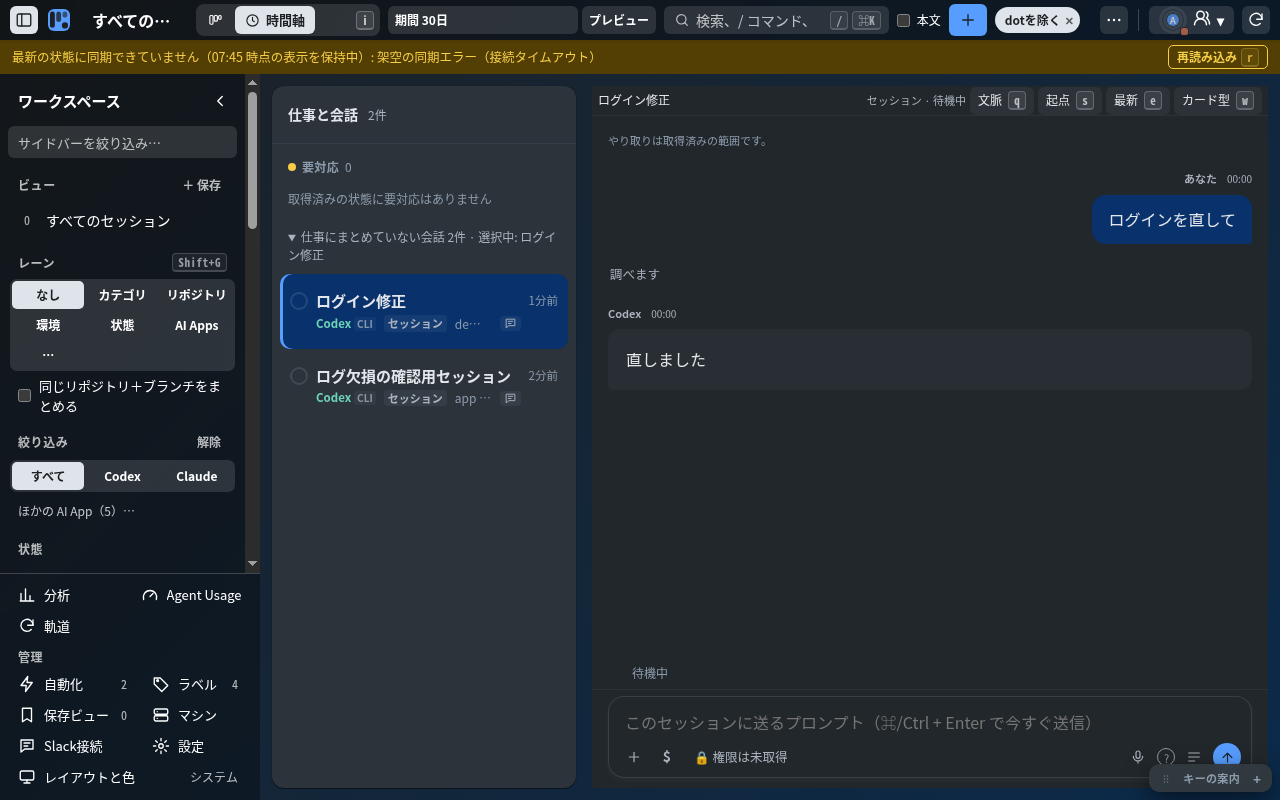 すべての…
時間軸
i
期間 30日
プレビュー
検索、/ コマンド、
/
⌘K
本文
dotを除く ×
A
最新の状態に同期できていません（07:45 時点の表示を保持中）: 架空の同期エラー（接続タイムアウト）
再読み込み r
ワークスペース
サイドバーを絞り込み…
ビュー
＋ 保存
0 すべてのセッション
レーン
Shift+G
なし
カテゴリ
リポジトリ
環境
状態
AI Apps
…
同じリポジトリ＋ブランチをま
とめる
絞り込み
解除
すべて
Codex
Claude
ほかの AI App（5）…
状態
分析
Agent Usage
軌道
管理
自動化 2
ラベル 4
保存ビュー 0
マシン
Slack接続
設定
レイアウトと色
システム
仕事と会話 2件
要対応 0
取得済みの状態に要対応はありません
▼ 仕事にまとめていない会話 2件 · 選択中: ログイ
ン修正
ログイン修正
1分前
Codex CLI セッション de…
ログ欠損の確認用セッション
2分前
Codex CLI セッション app …
ログイン修正
セッション · 待機中
文脈 q
起点 s
最新 e
カード型 w
やり取りは取得済みの範囲です。
あなた 00:00
ログインを直して
調べます
Codex 00:00
直しました
待機中
このセッションに送るプロンプト（⌘/Ctrl + Enter で今すぐ送信）
+
$
🔒 権限は未取得
?
キーの案内 +